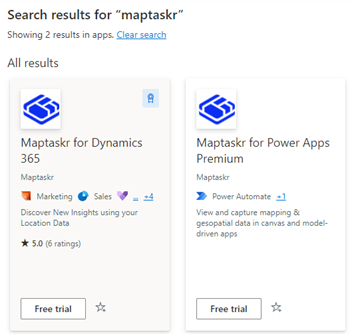 Search results for “maptaskr”
Showing 2 results in apps. Clear search
All results
Maptaskr for Dynamics
365
Maptaskr
Marketing Sales ... +4
Discover New Insights using your
Location Data
★ 5.0 (6 ratings)
Free trial
Maptaskr for Power Apps
Premium
Maptaskr
Power Automate +1
View and capture mapping &
geospatial data in canvas and model-
driven apps
Free trial